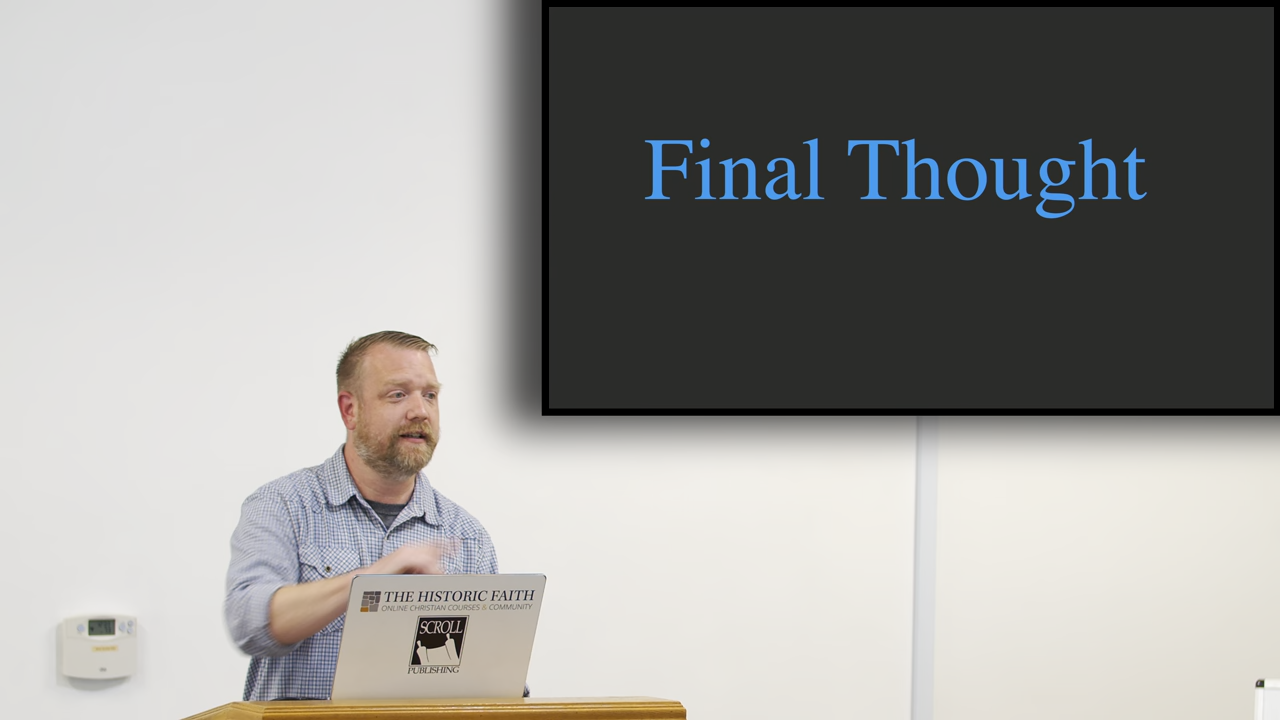 Final Thought
THE HISTORIC FAITH
ONLINE CHRISTIAN COURSES & COMMUNITY
SCROLL
PUBLISHING